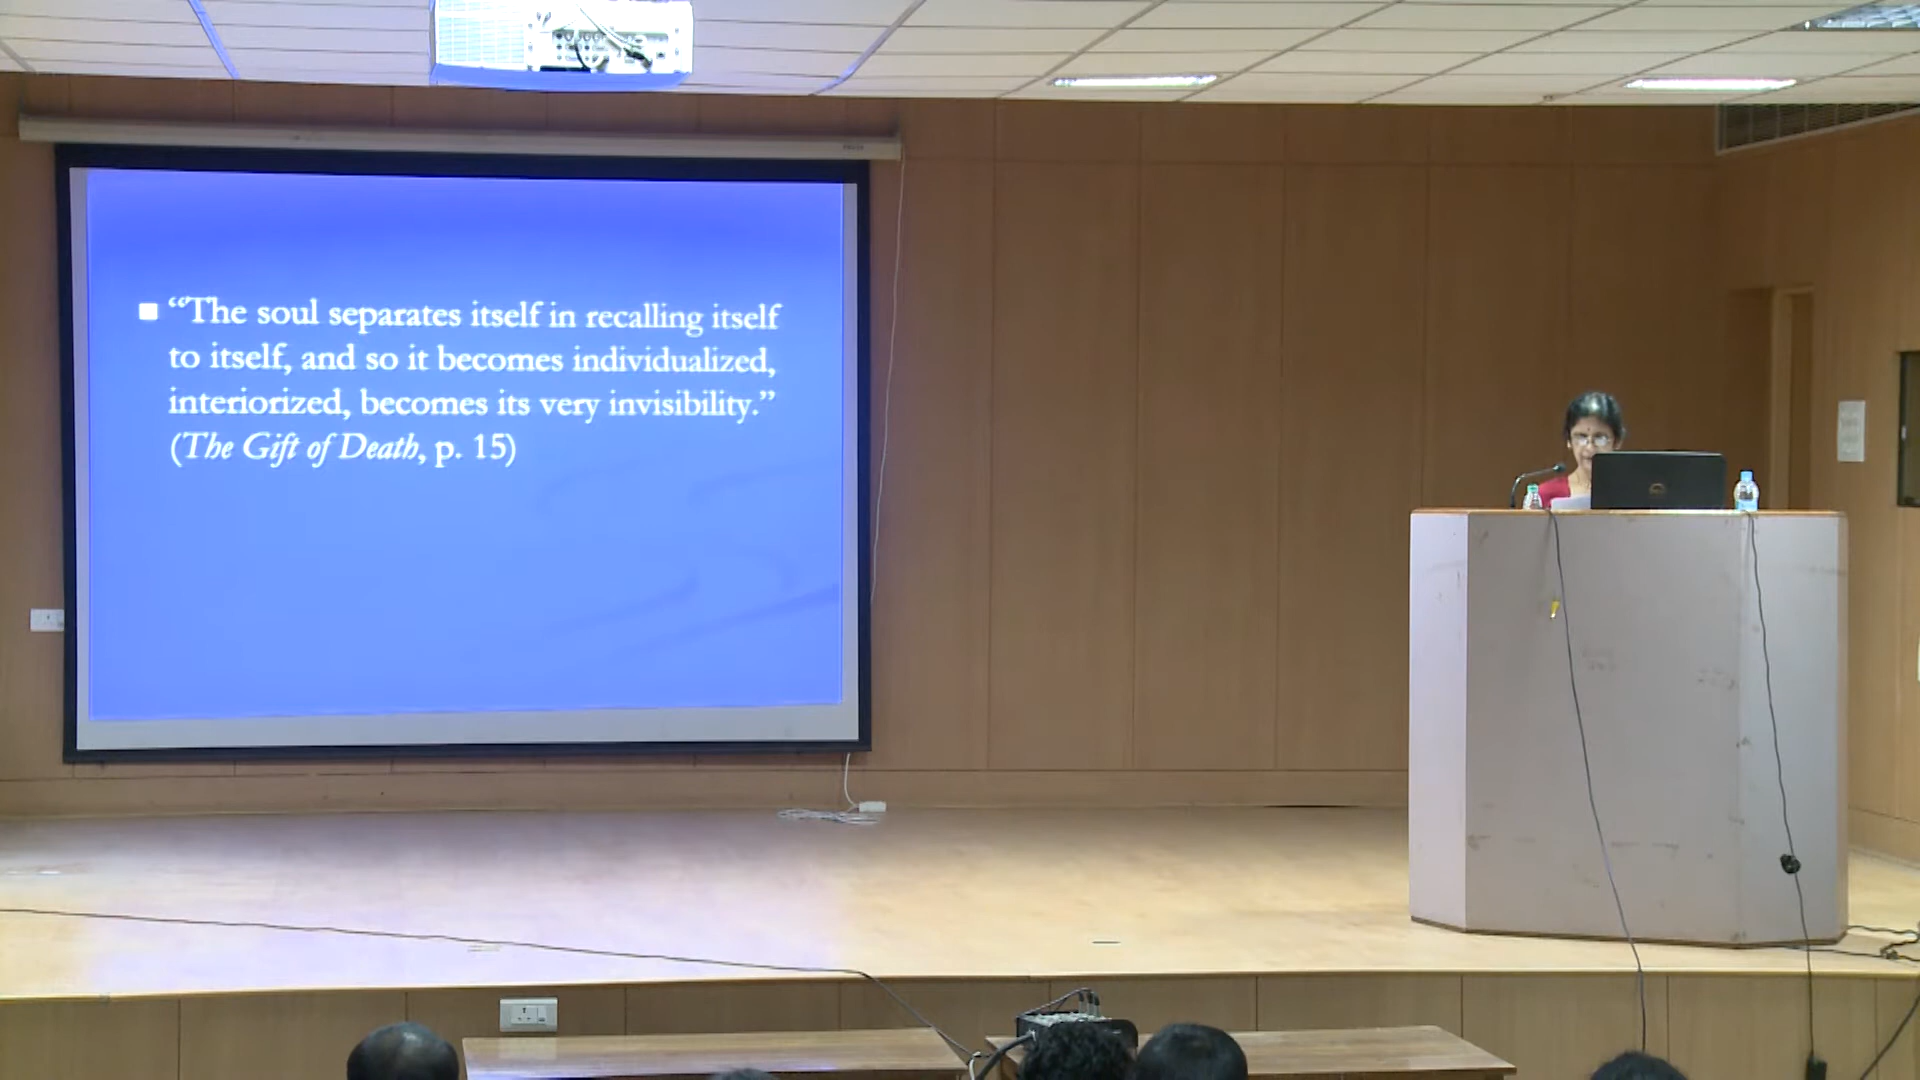 “The soul separates itself in recalling itself
to itself, and so it becomes individualized,
interiorized, becomes its very invisibility.”
(The Gift of Death, p. 15)